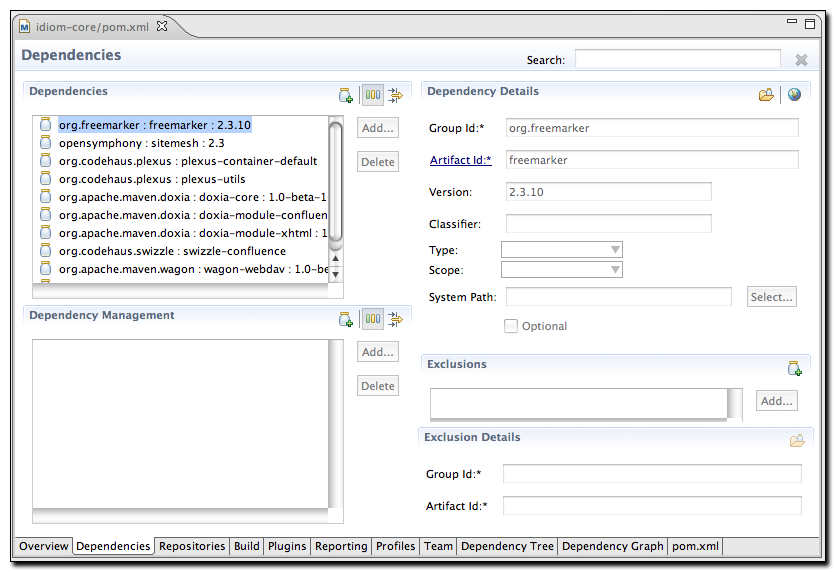 idiom-core/pom.xml
Dependencies
Search:
Dependencies
org.freemarker : freemarker : 2.3.10
opensymphony : sitemesh : 2.3
org.codehaus.plexus : plexus-container-default
org.codehaus.plexus : plexus-utils
org.apache.maven.doxia : doxia-core : 1.0-beta-1
org.apache.maven.doxia : doxia-module-confluen
org.apache.maven.doxia : doxia-module-xhtml : 1
org.codehaus.swizzle : swizzle-confluence
org.apache.maven.wagon : wagon-webdav : 1.0-be
Add...
Delete
Dependency Management
Add...
Delete
Dependency Details
Group Id:* org.freemarker
Artifact Id:* freemarker
Version: 2.3.10
Classifier:
Type:
Scope:
System Path: Select...
Optional
Exclusions
Add...
Exclusion Details
Group Id:*
Artifact Id:*
Overview Dependencies Repositories Build Plugins Reporting Profiles Team Dependency Tree Dependency Graph pom.xml